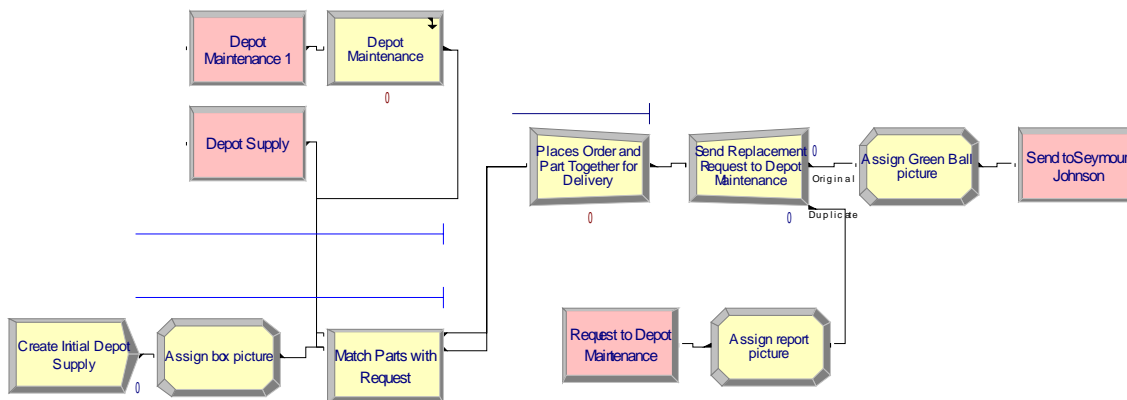 Depot
Maintenance 1
Depot
Maintenance
0
Depot Supply
Places Order and
Part Together for
Delivery
0
Send Replacement
Request to Depot
Maintenance
0
Original
0
Duplicate
Assign Green Ball
picture
Send toSeymour
Johnson
Create Intial Depot
Supply
0
Assign box picture
Match Parts with
Request
Request to Depot
Maintenance
Assign report
picture